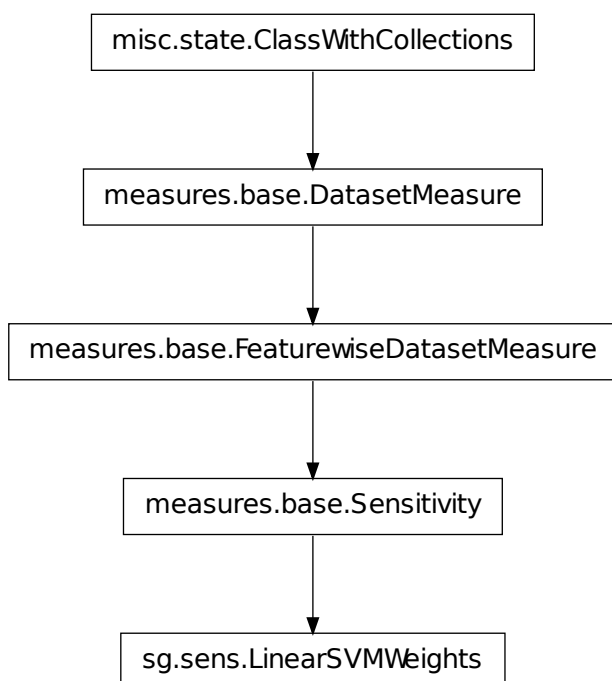 misc.state.ClassWithCollections
measures.base.DatasetMeasure
measures.base.FeaturewiseDatasetMeasure
measures.base.Sensitivity
sg.sens.LinearSVMWeights